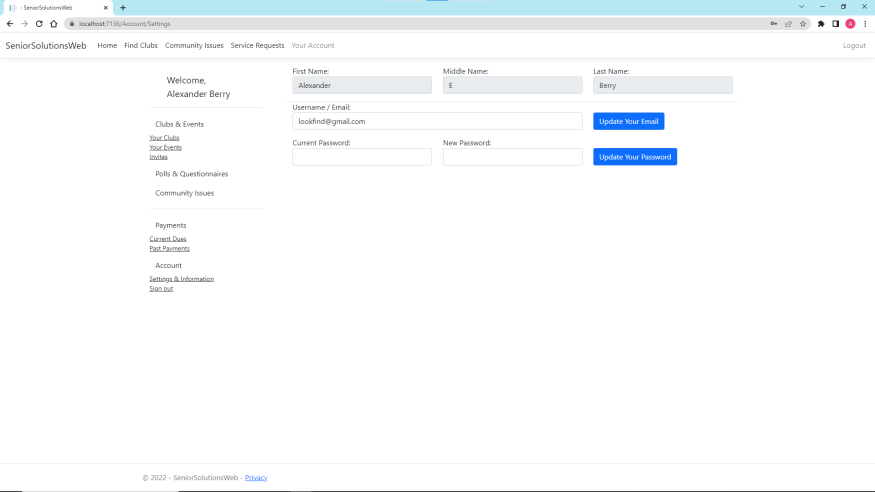 - SeniorSolutionsWeb
localhost:7136/Account/Settings
A
SeniorSolutionsWeb Home Find Clubs Community Issues Service Requests Your Account Logout
Welcome,
Alexander Berry
Clubs & Events
Your Clubs
Your Events
Invites
Polls & Questionnaires
Community Issues
Payments
Current Dues
Past Payments
Account
Settings & Information
Sign out
First Name: Middle Name: Last Name:
Alexander E Berry
Username / Email:
lookfind@gmail.com Update Your Email
Current Password: New Password:
Update Your Password
© 2022 - SeniorSolutionsWeb - Privacy